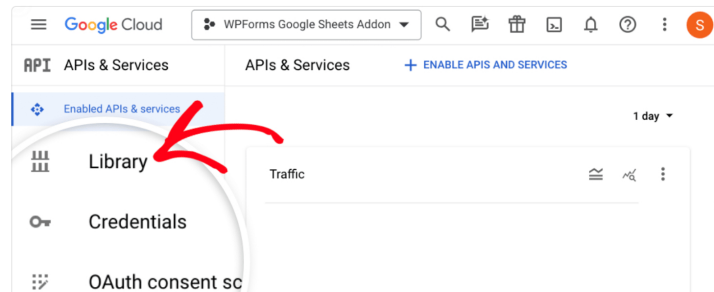 Google Cloud
WPForms Google Sheets Addon
S
API APIs & Services
APIs & Services
+ ENABLE APIS AND SERVICES
Enabled APIs & services
1 day
Library
Traffic
Credentials
OAuth consent sc